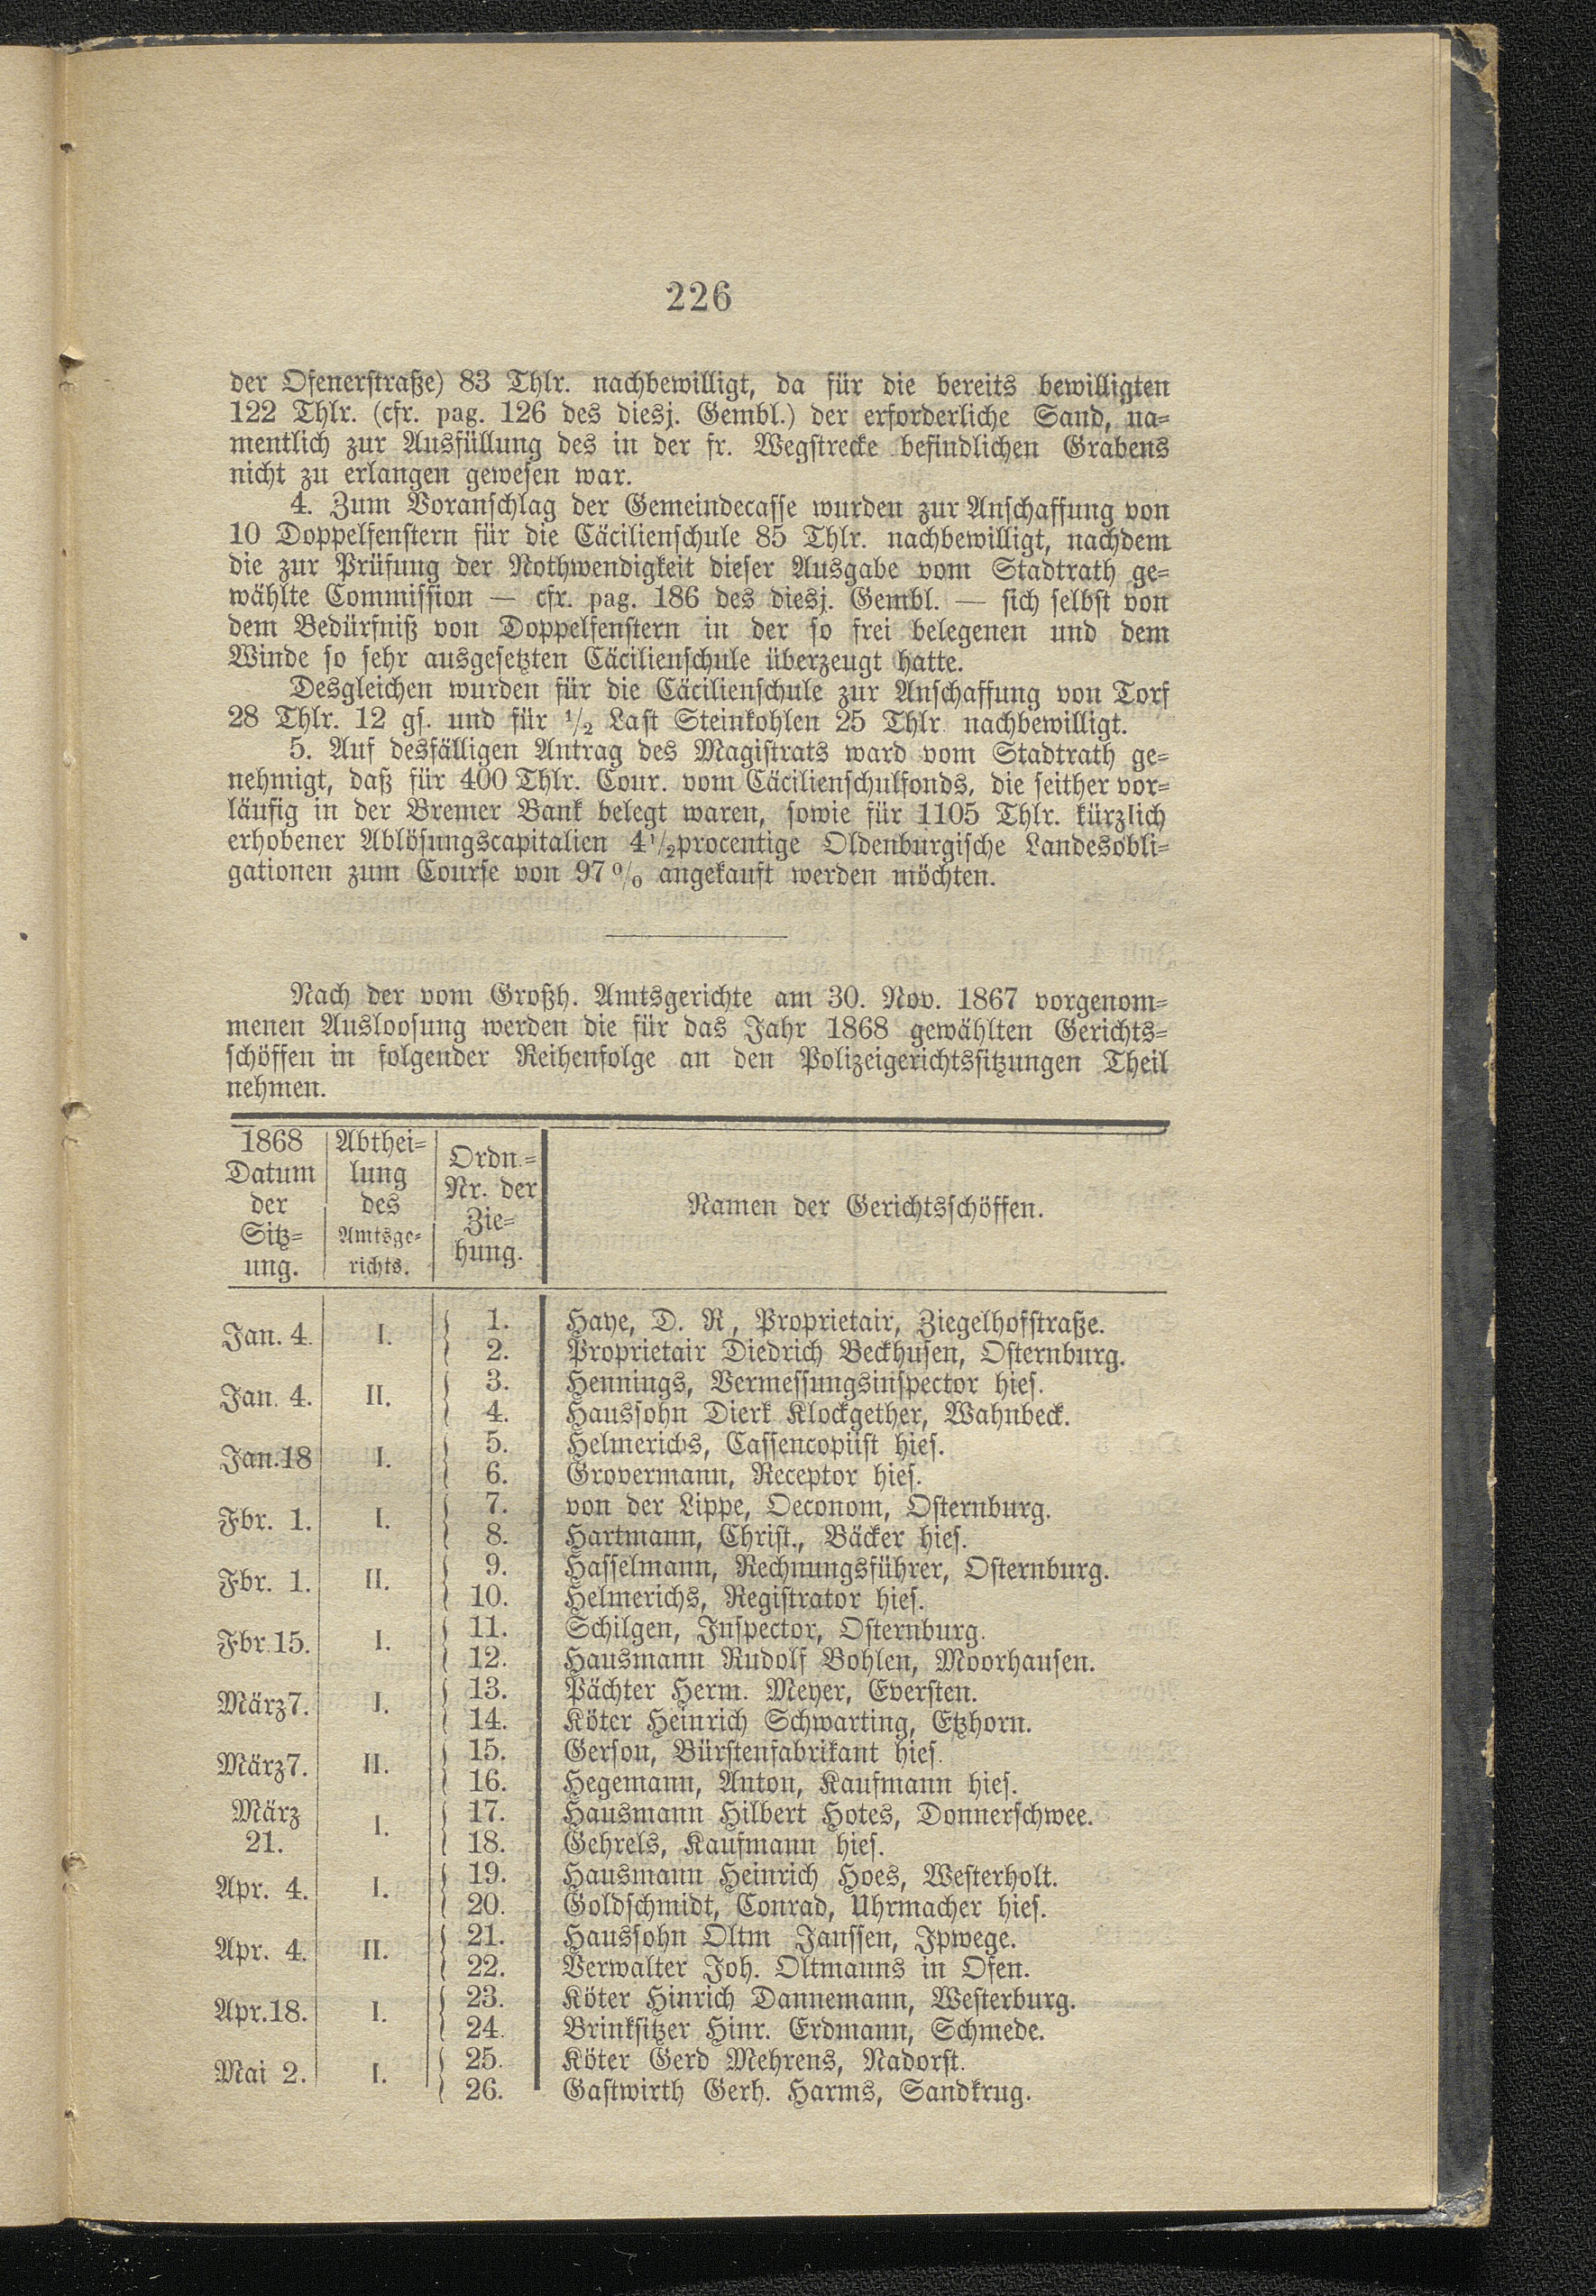 226
der Ofenerstraße) 83 Thlr. nachbewilligt, da für die bereits bewilligten
122 Thlr. (cfr. pag. 126 des diesj. Gembl.) der erforderliche Sand, na-
mentlich zur Ausfüllung des in der fr. Wegstrecke befindlichen Grabens
nicht zu erlangen gewesen war.
4. Zum Voranschlag der Gemeindecasse wurden zur Anschaffung von
10 Doppelfenstern für die Cäcilienschule 85 Thlr. nachbewilligt, nachdem
die zur Prüfung der Nothwendigkeit dieser Ausgabe vom Stadtrath ge-
wählte Commission — cfr. pag. 186 des diesj. Gembl. — sich selbst von
dem Bedürfniß von Doppelfenstern in der so frei belegenen und dem
Winde so sehr ausgesetzten Cäcilienschule überzeugt hatte.
Desgleichen wurden für die Cäcilienschule zur Anschaffung von Torf
28 Thlr. 12 gs. und für 1/2 Last Steinkohlen 25 Thlr. nachbewilligt.
5. Auf desfälligen Antrag des Magistrats ward vom Stadtrath ge-
nehmigt, daß für 400 Thlr. Cour. vom Cäcilienschulfonds, die seither vor-
läufig in der Bremer Bank belegt waren, sowie für 1105 Thlr. kürzlich
erhobener Ablösungscapitalien 4 1/2procentige Oldenburgische Landesobli-
gationen zum Course von 97 % angekauft werden möchten.
Nach der vom Großh. Amtsgerichte am 30. Nov. 1867 vorgenom-
menen Ausloosung werden die für das Jahr 1868 gewählten Gerichts-
schöffen in folgender Reihenfolge an den Polizeigerichtssitzungen Theil
nehmen.
1868 Datum der Sitz- ung. Abthei- lung des Amtsge- richts. Ordn.- Nr. der Zie- hung. Namen der Gerichtsschöffen.
Jan. 4. I. 1. Haye, D. R., Proprietair, Ziegelhofstraße.
2. Proprietair Diedrich Beckhusen, Osternburg.
Jan. 4. II. 3. Hennings, Vermessungsinspector hies.
4. Haussohn Dierk Klockgether, Wahnbeck.
Jan. 18 I. 5. Helmerichs, Cassencopiist hies.
6. Grovermann, Receptor hies.
Fbr. 1. I. 7. von der Lippe, Oeconom, Osternburg.
8. Hartmann, Christ., Bäcker hies.
Fbr. 1. II. 9. Hasselmann, Rechnungsführer, Osternburg.
10. Helmerichs, Registrator hies.
Fbr. 15. I. 11. Schilgen, Inspector, Osternburg.
12. Hausmann Rudolf Bohlen, Moorhausen.
März 7. I. 13. Pächter Herm. Meyer, Eversten.
14. Köter Heinrich Schwarting, Etzhorn.
März 7. II. 15. Gerson, Bürstenfabrikant hies.
16. Hegemann, Anton, Kaufmann hies.
März 21. I. 17. Hausmann Hilbert Hotes, Donnerschwee.
18. Gehrels, Kaufmann hies.
Apr. 4. I. 19. Hausmann Heinrich Hoes, Westerholt.
20. Goldschmidt, Conrad, Uhrmacher hies.
Apr. 4. II. 21. Haussohn Oltm Janssen, Ipwege.
22. Verwalter Joh. Oltmanns in Ofen.
Apr. 18. I. 23. Köter Hinrich Dannemann, Westerburg.
24. Brinksitzer Hinr. Erdmann, Schmede.
Mai 2. I. 25. Köter Gerd Mehrens, Nadorst.
26. Gastwirth Gerh. Harms, Sandkrug.